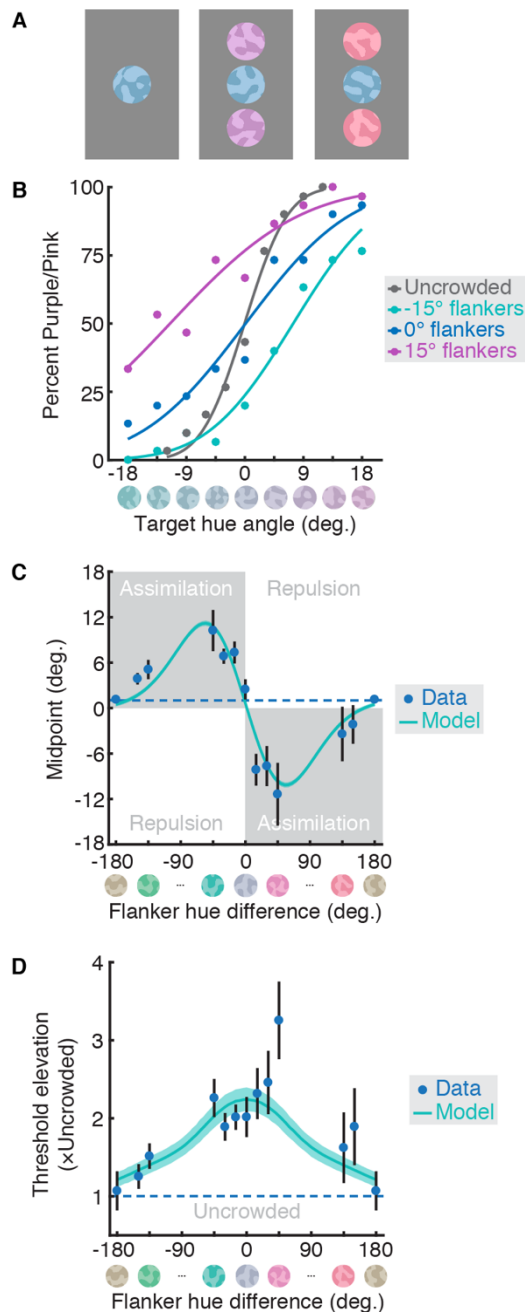 A
B
100
75
50
25
0
Percent Purple/Pink
Uncrowded
-15° flankers
0° flankers
15° flankers
-18 -9 0 9 18
Target hue angle (deg.)
C
18
12
6
0
-6
-12
-18
Midpoint (deg.)
Assimilation Repulsion
Data
Model
Repulsion Assimilation
-180 -90 0 90 180
... ...
Flanker hue difference (deg.)
D
4
3
2
1
Threshold elevation
(×Uncrowded)
Data
Model
Uncrowded
-180 -90 0 90 180
... ...
Flanker hue difference (deg.)